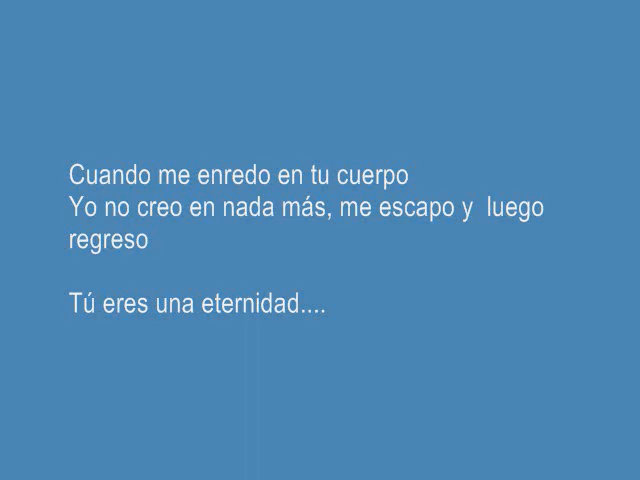 Cuando me enredo en tu cuerpo
Yo no creo en nada más, me escapo y  luego
regreso
Tú eres una eternidad....